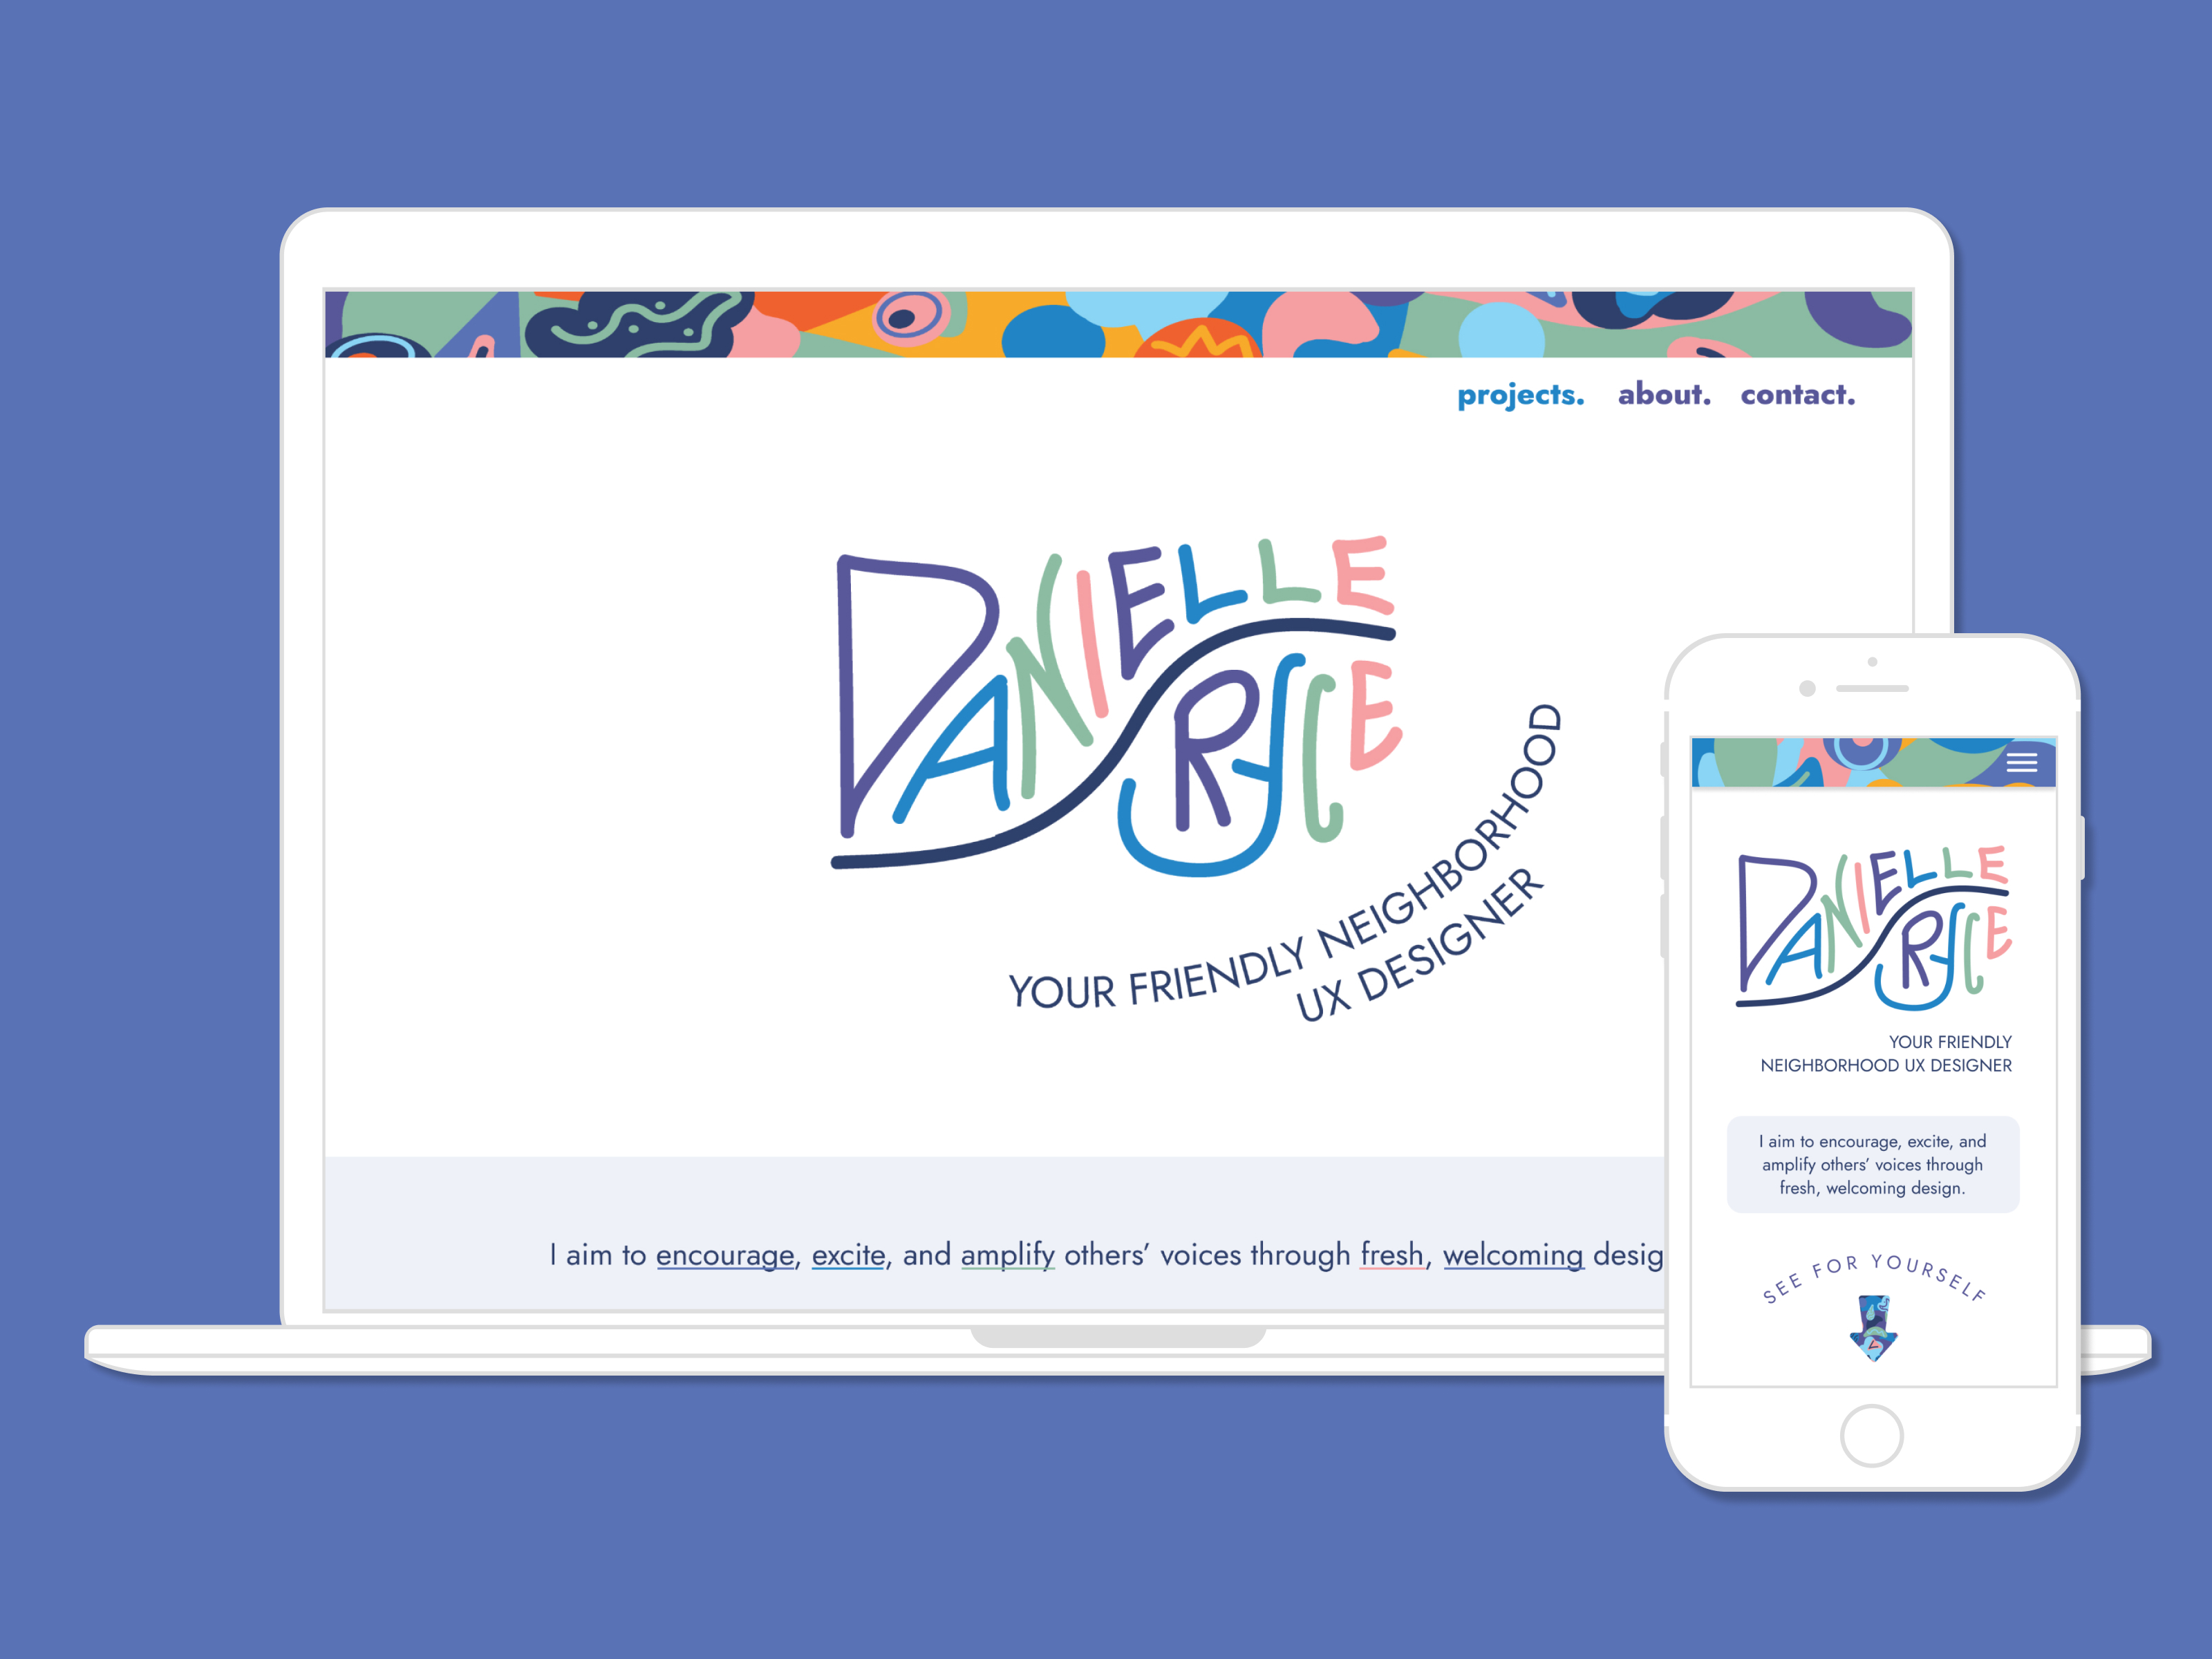 projects. about. contact.
DANIELLE
RYCE
YOUR FRIENDLY NEIGHBORHOOD
UX DESIGNER
I aim to encourage, excite, and amplify others’ voices through fresh, welcoming desig
DANIELLE
RYCE
YOUR FRIENDLY
NEIGHBORHOOD UX DESIGNER
I aim to encourage, excite, and
amplify others’ voices through
fresh, welcoming design.
SEE FOR YOURSELF